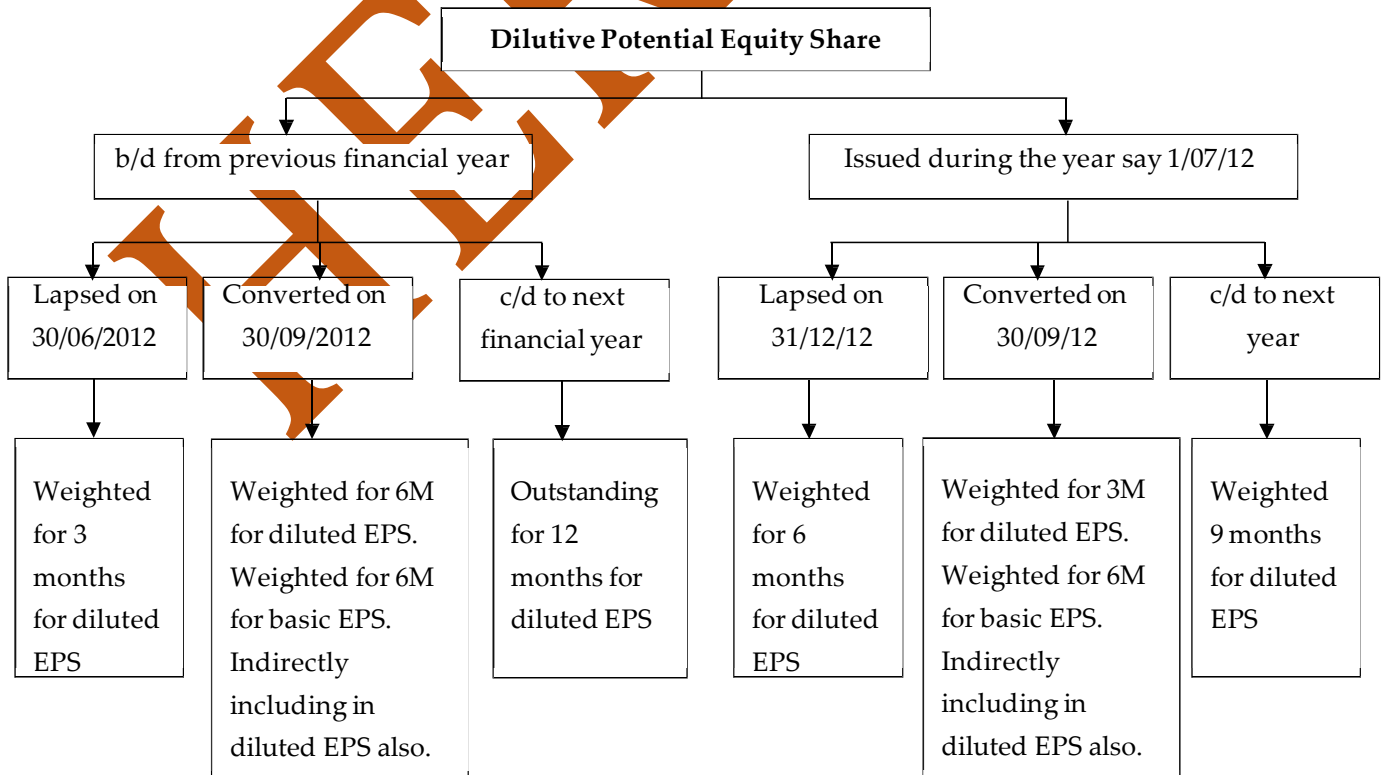 Dilutive Potential Equity Share
b/d from previous financial year
Issued during the year say 1/07/12
Lapsed on
30/06/2012
Converted on
30/09/2012
c/d to next
financial year
Lapsed on
31/12/12
Converted on
30/09/12
c/d to next
year
Weighted
for 3
months
for diluted
EPS
Weighted for 6M
for diluted EPS.
Weighted for 6M
for basic EPS.
Indirectly
including in
diluted EPS also.
Outstanding
for 12
months for
diluted EPS
Weighted
for 6
months
for diluted
EPS
Weighted for 3M
for diluted EPS.
Weighted for 6M
for basic EPS.
Indirectly
including in
diluted EPS also.
Weighted
9 months
for diluted
EPS